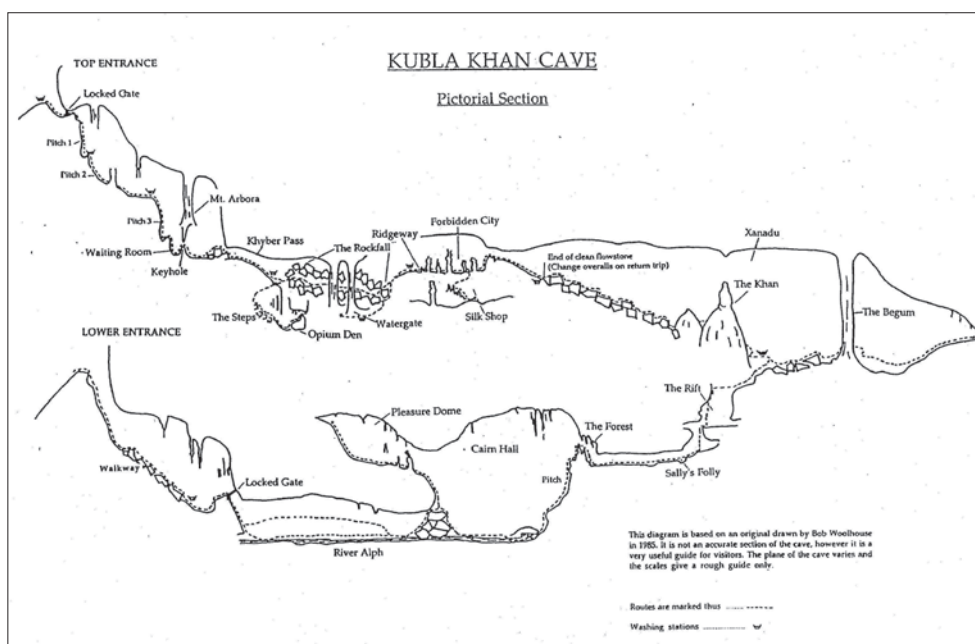 KUBLA KHAN CAVE
Pictorial Section
TOP ENTRANCE
Locked Gate
Pitch 1
Pitch 2
Pitch 3
Mt. Arbora
Waiting Room
Keyhole
Khyber Pass
The Rockfall
Ridgeway
Forbidden City
End of clean flowstone
(Change overalls on return trip)
Xanadu
The Khan
The Begum
The Steps
Opium Den
Watergate
Silk Shop
LOWER ENTRANCE
Walkway
Locked Gate
River Alph
Pleasure Dome
Cairn Hall
Pitch
The Forest
The Rift
Sally's Folly
This diagram is based on an original drawn by Bob Woolhouse
in 1985. It is not an accurate section of the cave, however it is a
very useful guide for visitors. The plane of the cave varies and
the scales give a rough guide only.
Routes are marked thus
Washing stations